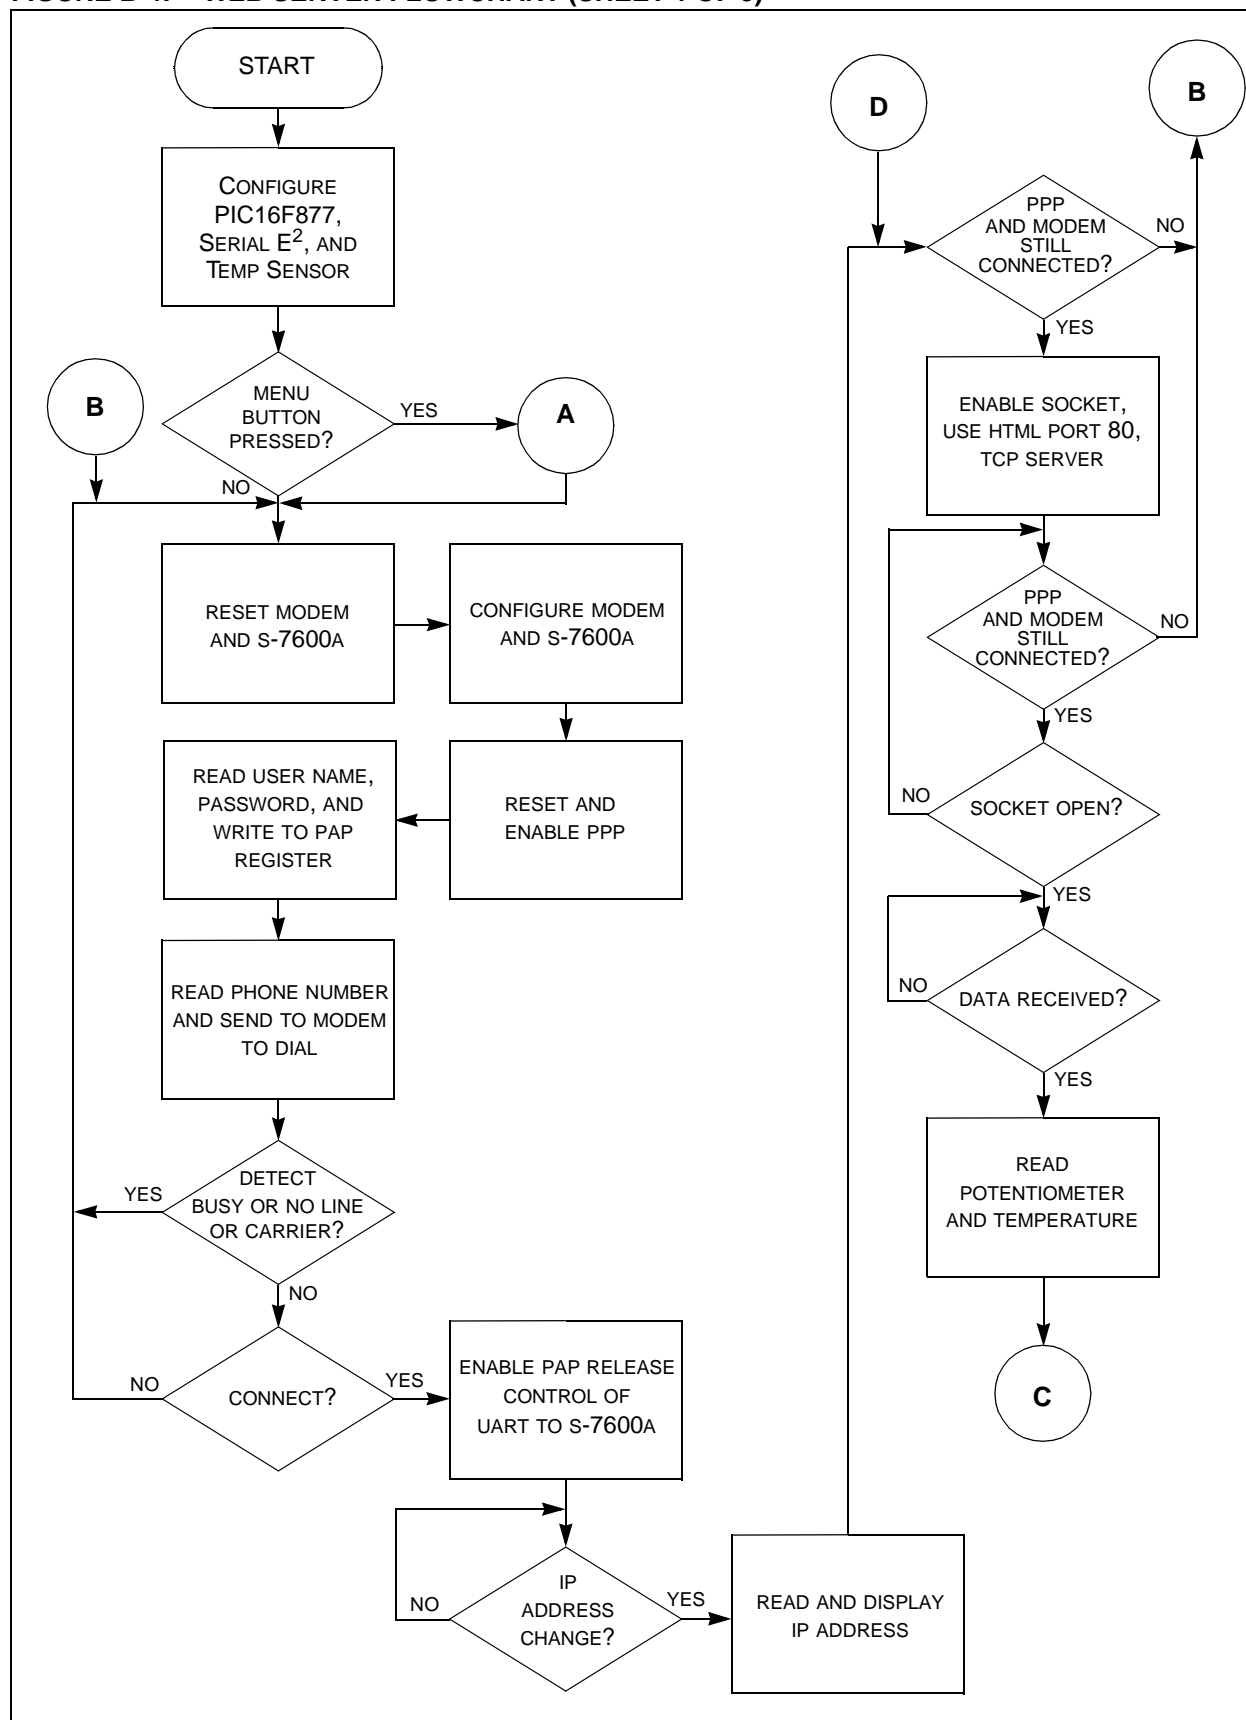 START
CONFIGURE
PIC16F877,
SERIAL E2, AND
TEMP SENSOR
MENU
BUTTON
PRESSED?
YES
A
B
NO
RESET MODEM
AND S-7600A
CONFIGURE MODEM
AND S-7600A
RESET AND
ENABLE PPP
READ USER NAME,
PASSWORD, AND
WRITE TO PAP
REGISTER
READ PHONE NUMBER
AND SEND TO MODEM
TO DIAL
DETECT
BUSY OR NO LINE
OR CARRIER?
YES
NO
CONNECT?
NO
YES
ENABLE PAP RELEASE
CONTROL OF
UART TO S-7600A
IP
ADDRESS
CHANGE?
NO
YES
READ AND DISPLAY
IP ADDRESS
D
B
PPP
AND MODEM
STILL
CONNECTED?
NO
YES
ENABLE SOCKET,
USE HTML PORT 80,
TCP SERVER
PPP
AND MODEM
STILL
CONNECTED?
NO
YES
SOCKET OPEN?
NO
YES
DATA RECEIVED?
NO
YES
READ
POTENTIOMETER
AND TEMPERATURE
C